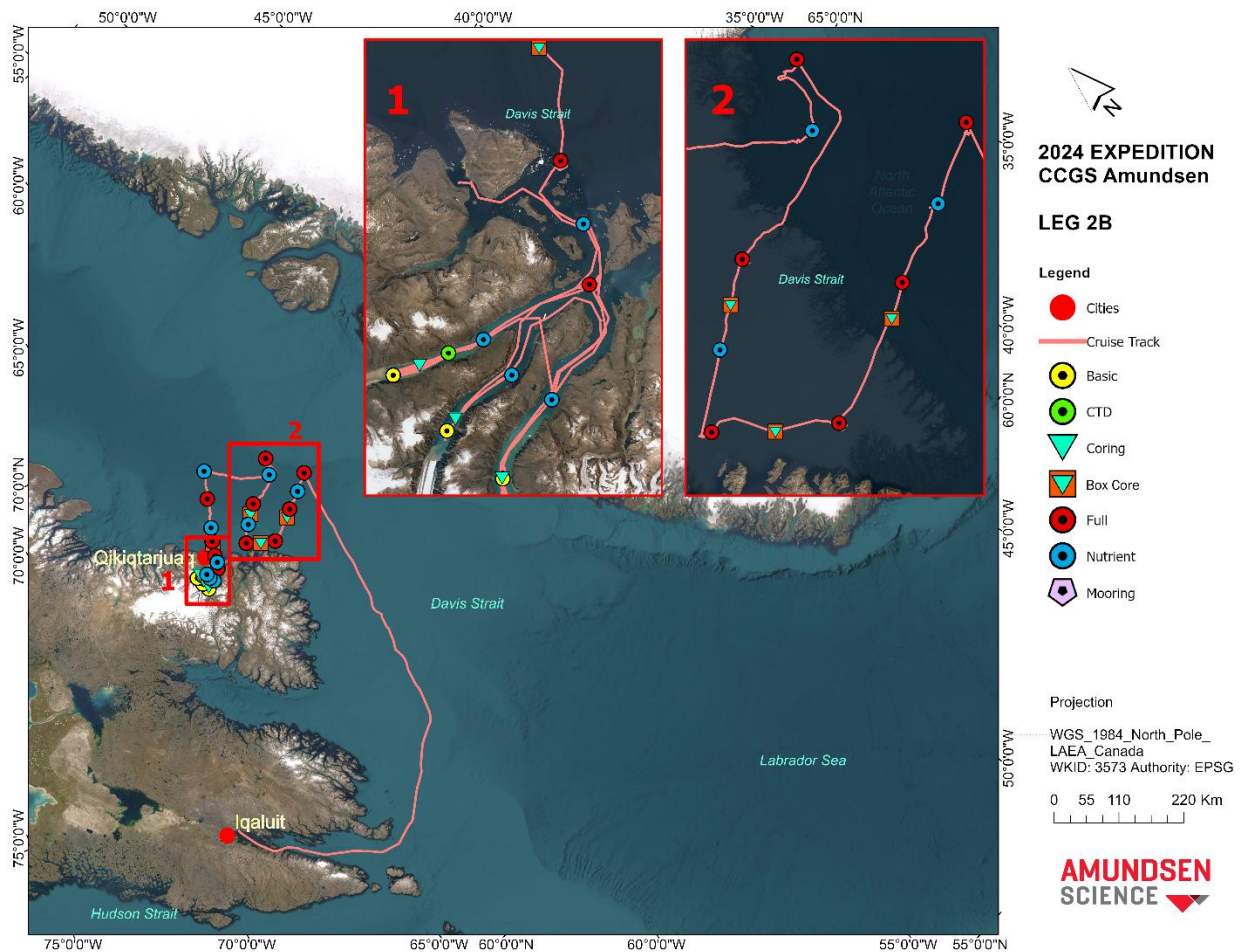 50°0'0"W
45°0'0"W
40°0'0"W
35°0'0"W
65°0'0"N
55°0'0"W
60°0'0"W
65°0'0"W
70°0'0"N
70°0'0"W
75°0'0"W
1
Davis Strait
2
North
Atlantic
Ocean
Davis Strait
35°0'0"W
40°0'0"W
60°0'0"N
45°0'0"W
50°0'0"W
2
1
Davis Strait
Labrador Sea
Iqaluit
Hudson Strait
75°0'0"W
70°0'0"W
65°0'0"W
60°0'0"W
60°0'0"W
55°0'0"W
55°0'0"N
N
2024 EXPEDITION
CCGS Amundsen
LEG 2B
Legend
Cities
Cruise Track
Basic
CTD
Coring
Box Core
Full
Nutrient
Mooring
Projection
WGS_1984_North_Pole_
LAEA_Canada
WKID: 3573 Authority: EPSG
0 55 110 220 Km
AMUNDSEN
SCIENCE